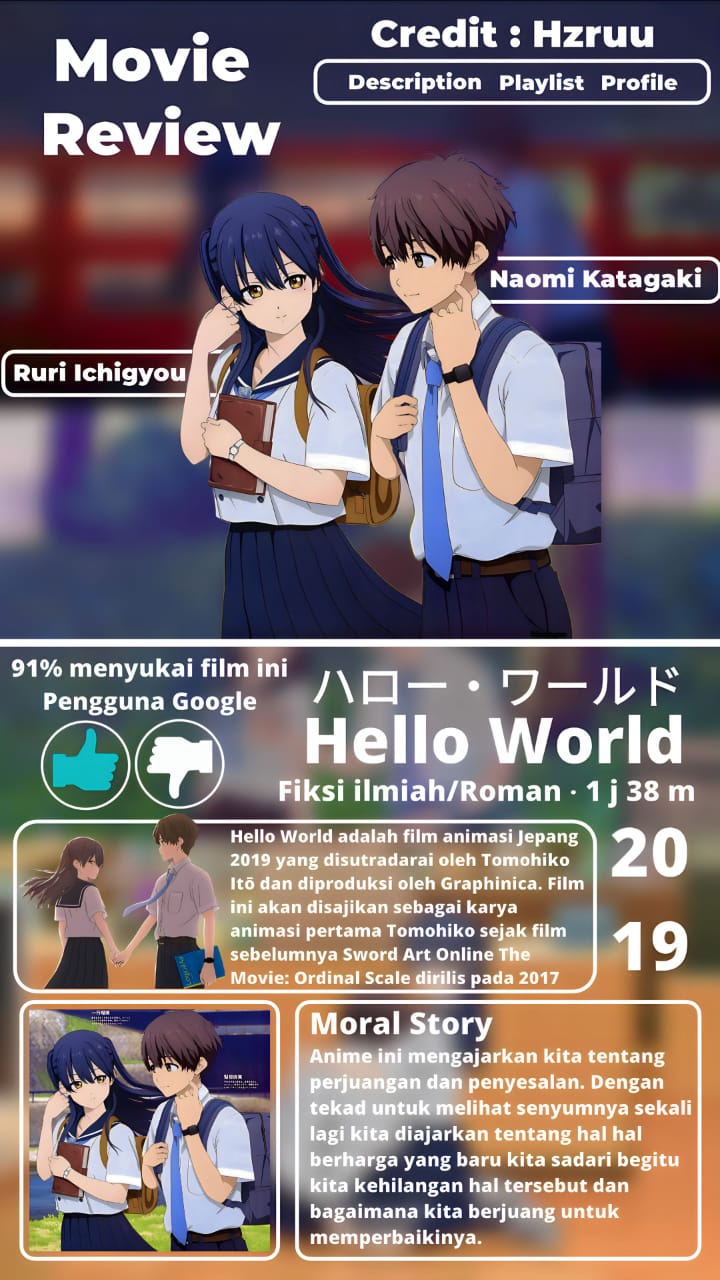 Movie
Review
Credit : Hzruu
Description Playlist Profile
Naomi Katagaki
Ruri Ichigyou
91% menyukai film ini
Pengguna Google
ハロー・ワールド
Hello World
Fiksi ilmiah/Roman · 1 j 38 m
Hello World adalah film animasi Jepang
2019 yang disutradarai oleh Tomohiko
Itō dan diproduksi oleh Graphinica. Film
ini akan disajikan sebagai karya
animasi pertama Tomohiko sejak film
sebelumnya Sword Art Online The
Movie: Ordinal Scale dirilis pada 2017
20
19
Moral Story
Anime ini mengajarkan kita tentang
perjuangan dan penyesalan. Dengan
tekad untuk melihat senyumnya sekali
lagi kita diajarkan tentang hal hal
berharga yang baru kita sadari begitu
kita kehilangan hal tersebut dan
bagaimana kita berjuang untuk
memperbaikinya.